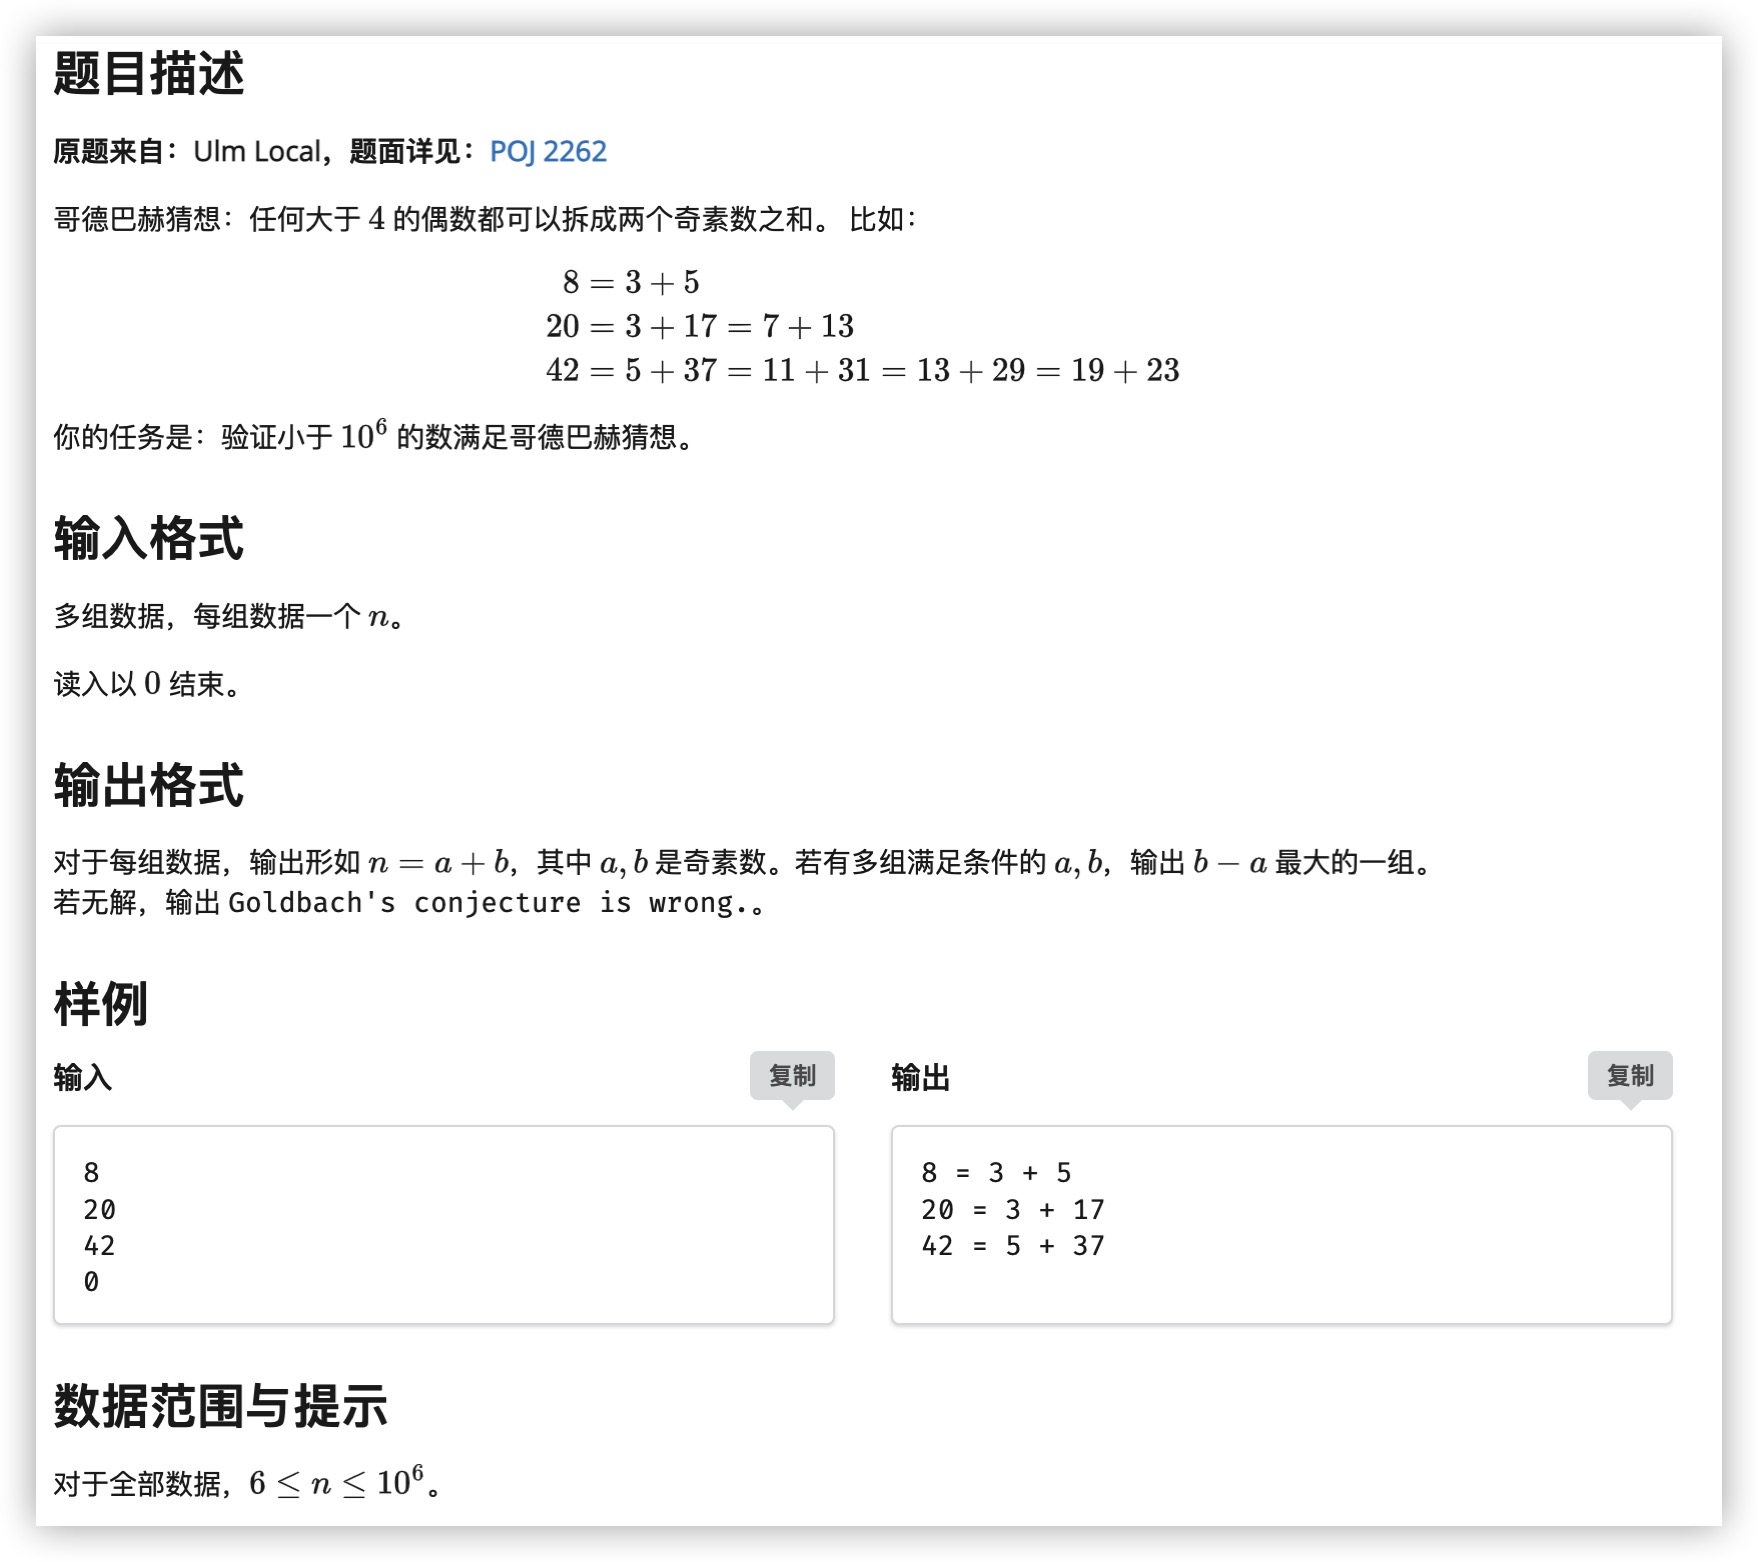 题目描述
原题来自：Ulm Local，题面详见：POJ 2262
哥德巴赫猜想：任何大于 4 的偶数都可以拆成两个奇素数之和。 比如：
8 = 3 + 5
20 = 3 + 17 = 7 + 13
42 = 5 + 37 = 11 + 31 = 13 + 29 = 19 + 23
你的任务是：验证小于 10⁶ 的数满足哥德巴赫猜想。
输入格式
多组数据，每组数据一个 n。
读入以 0 结束。
输出格式
对于每组数据，输出形如 n = a + b，其中 a, b 是奇素数。若有多组满足条件的 a, b，输出 b − a 最大的一组。
若无解，输出 Goldbach's conjecture is wrong.。
样例
输入
复制
8
20
42
0
输出
复制
8 = 3 + 5
20 = 3 + 17
42 = 5 + 37
数据范围与提示
对于全部数据，6 ≤ n ≤ 10⁶。